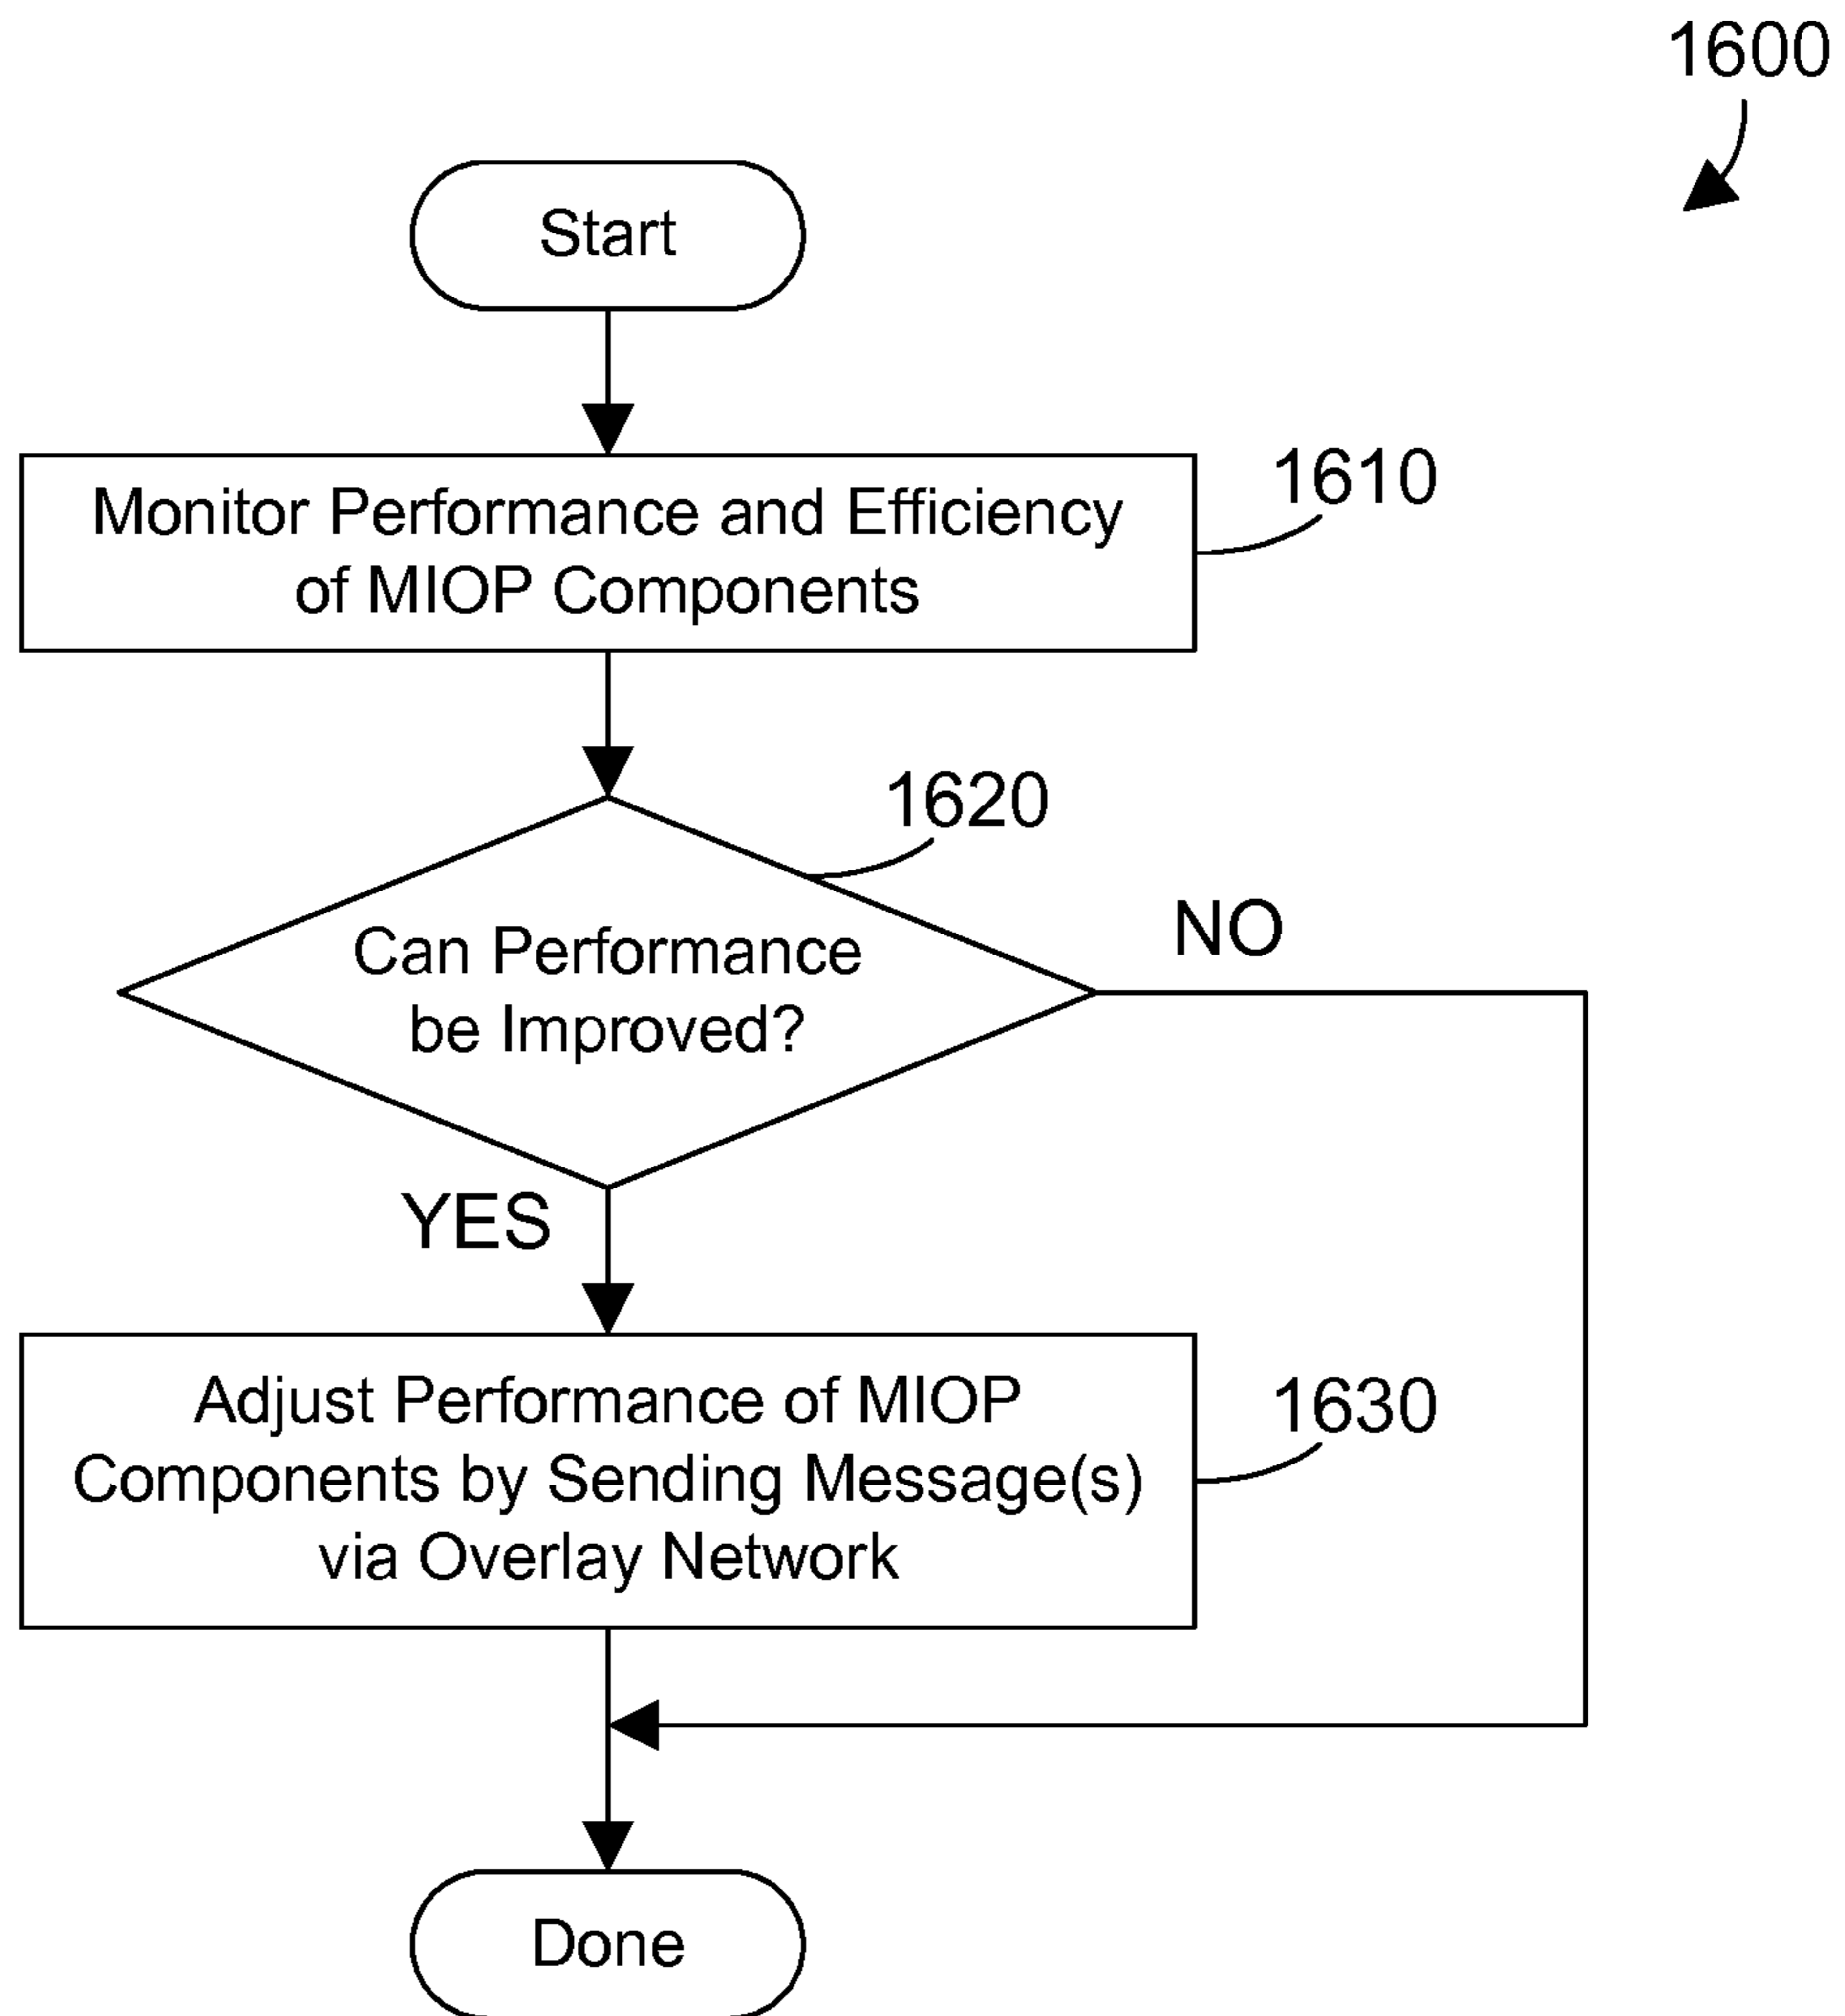 1600
Start
Monitor Performance and Efficiency
of MIOP Components
1610
1620
Can Performance
be Improved?
NO
YES
Adjust Performance of MIOP
Components by Sending Message(s)
via Overlay Network
1630
Done